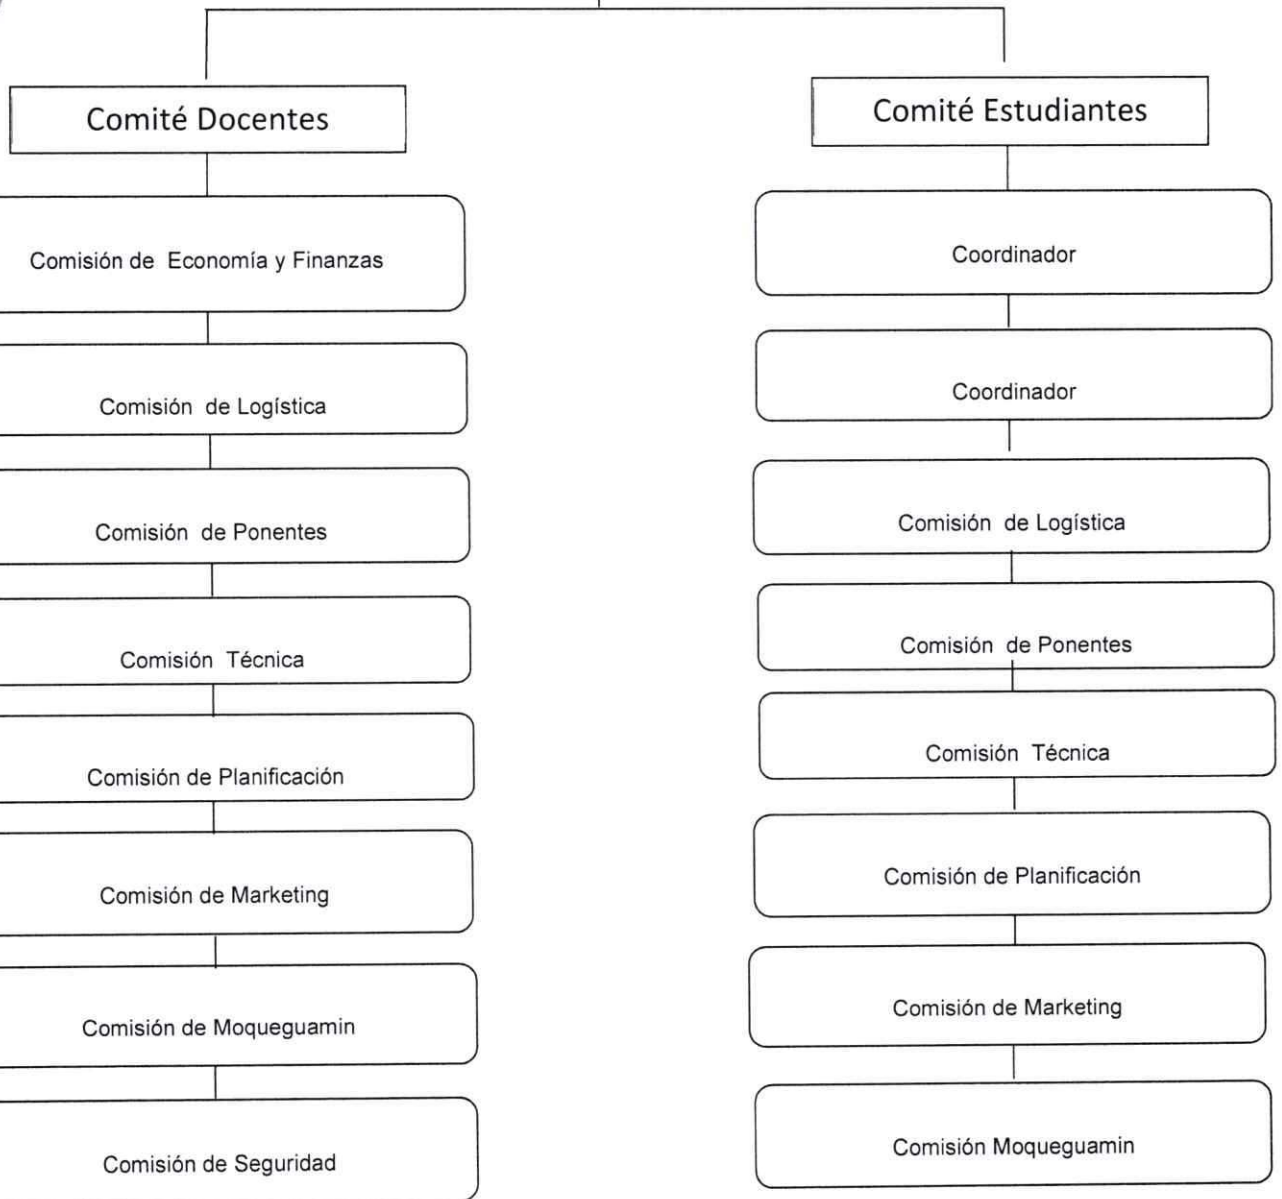 Comité Docentes
Comisión de Economía y Finanzas
Comisión de Logística
Comisión de Ponentes
Comisión Técnica
Comisión de Planificación
Comisión de Marketing
Comisión de Moqueguamin
Comisión de Seguridad
Comité Estudiantes
Coordinador
Coordinador
Comisión de Logística
Comisión de Ponentes
Comisión Técnica
Comisión de Planificación
Comisión de Marketing
Comisión Moqueguamin